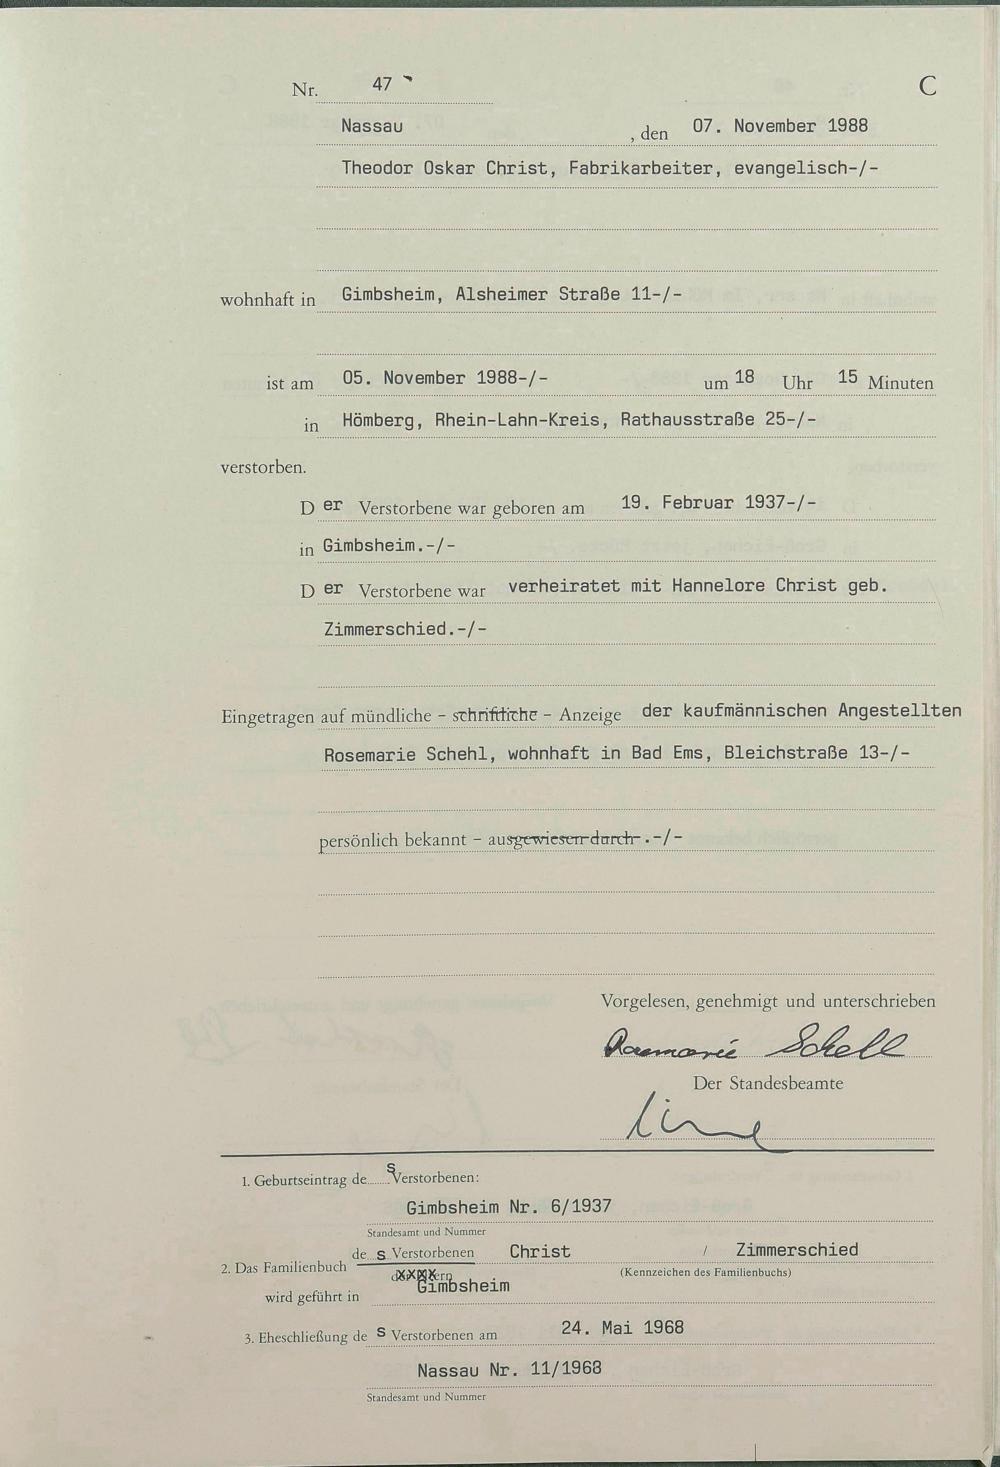 Nr. 47 C
Nassau , den 07. November 1988
Theodor Oskar Christ, Fabrikarbeiter, evangelisch-/-
wohnhaft in Gimbsheim, Alsheimer Straße 11-/-
ist am 05. November 1988-/- um 18 Uhr 15 Minuten
in Hömberg, Rhein-Lahn-Kreis, Rathausstraße 25-/-
verstorben.
D er Verstorbene war geboren am 19. Februar 1937-/-
in Gimbsheim.-/-
D er Verstorbene war verheiratet mit Hannelore Christ geb.
Zimmerschied.-/-
Eingetragen auf mündliche – schriftliche – Anzeige der kaufmännischen Angestellten
Rosemarie Schehl, wohnhaft in Bad Ems, Bleichstraße 13-/-
persönlich bekannt – ausgewiesen durch .-/-
Vorgelesen, genehmigt und unterschrieben
Rosemarie Schehl
Der Standesbeamte
1. Geburtseintrag des Verstorbenen:
Gimbsheim Nr. 6/1937
Standesamt und Nummer
des Verstorbenen Christ / Zimmerschied
2. Das Familienbuch
(Kennzeichen des Familienbuchs)
wird geführt in Gimbsheim
3. Eheschließung des Verstorbenen am 24. Mai 1968
Nassau Nr. 11/1968
Standesamt und Nummer